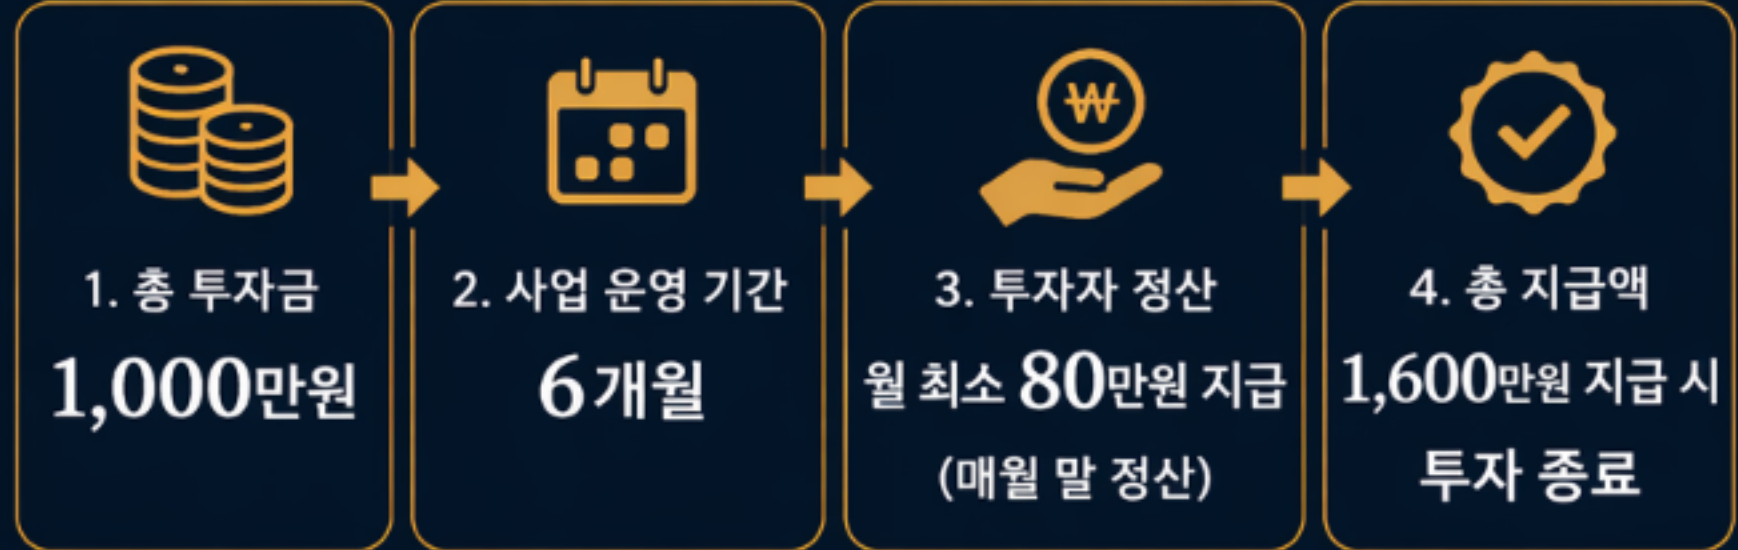 1. 총 투자금
1,000만원
2. 사업 운영 기간
6개월
3. 투자자 정산
월 최소 80만원 지급
(매월 말 정산)
4. 총 지급액
1,600만원 지급 시
투자 종료